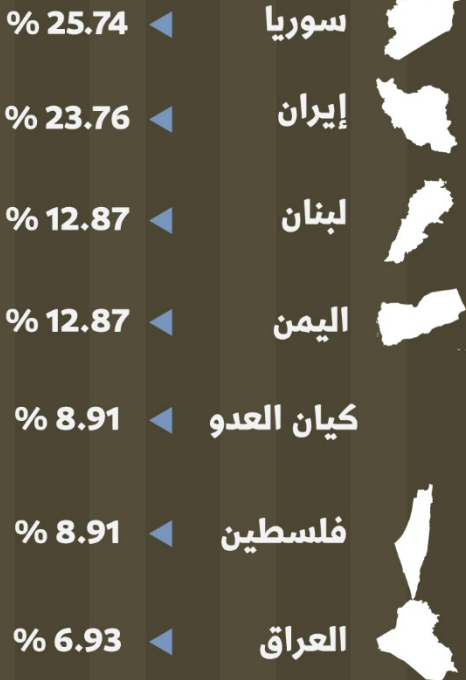 سوريا 25.74 %
إيران 23.76 %
لبنان 12.87 %
اليمن 12.87 %
كيان العدو 8.91 %
فلسطين 8.91 %
العراق 6.93 %